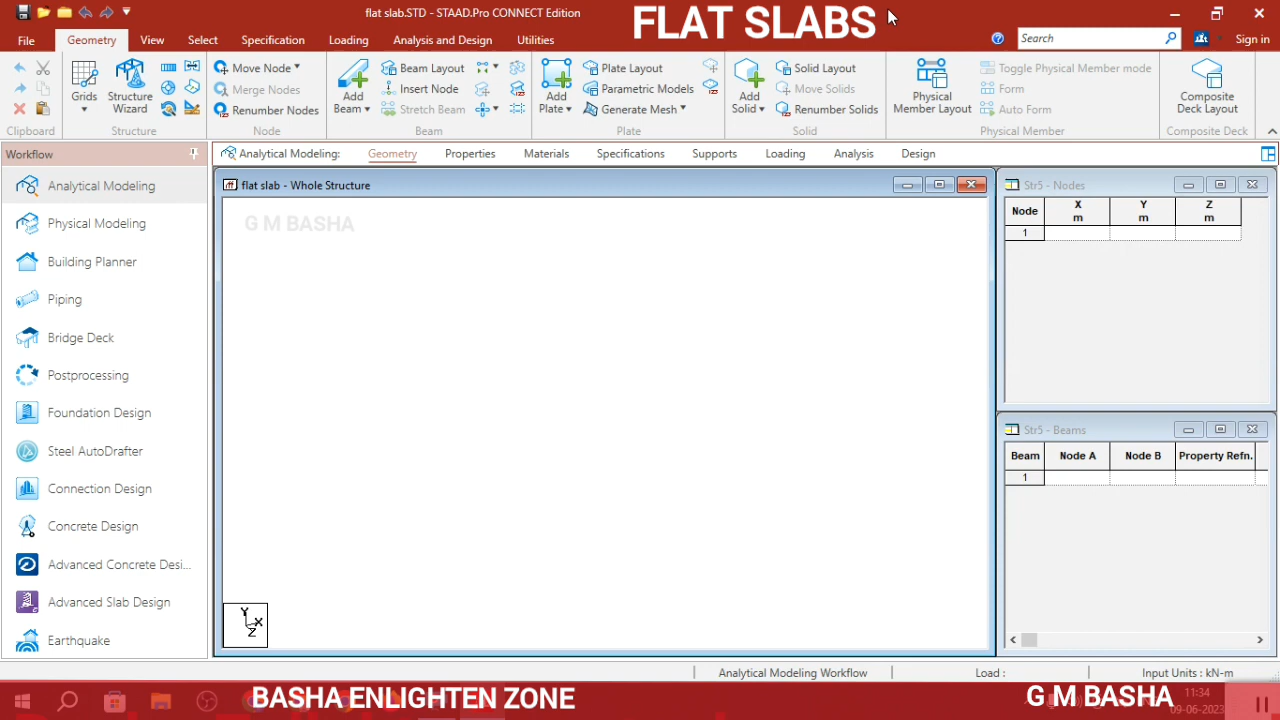 flat slab.STD - STAAD.Pro CONNECT Edition
FLAT SLABS
File Geometry View Select Specification Loading Analysis and Design Utilities
Search
Sign in
Grids
Structure Wizard
Move Node
Merge Nodes
Renumber Nodes
Add Beam
Beam Layout
Insert Node
Stretch Beam
Add Plate
Plate Layout
Parametric Models
Generate Mesh
Add Solid
Solid Layout
Move Solids
Renumber Solids
Physical Member Layout
Toggle Physical Member mode
Form
Auto Form
Composite Deck Layout
Clipboard Structure Node Beam Plate Solid Physical Member Composite Deck
Workflow
Analytical Modeling: Geometry Properties Materials Specifications Supports Loading Analysis Design
Analytical Modeling
Physical Modeling
Building Planner
Piping
Bridge Deck
Postprocessing
Foundation Design
Steel AutoDrafter
Connection Design
Concrete Design
Advanced Concrete Desi...
Advanced Slab Design
Earthquake
flat slab - Whole Structure
G M BASHA
Y
X
Z
Str5 - Nodes
Node X m Y m Z m
1
Str5 - Beams
Beam Node A Node B Property Refn.
1
Analytical Modeling Workflow Load : Input Units : kN-m
BASHA ENLIGHTEN ZONE
G M BASHA
11:34
09-06-2023